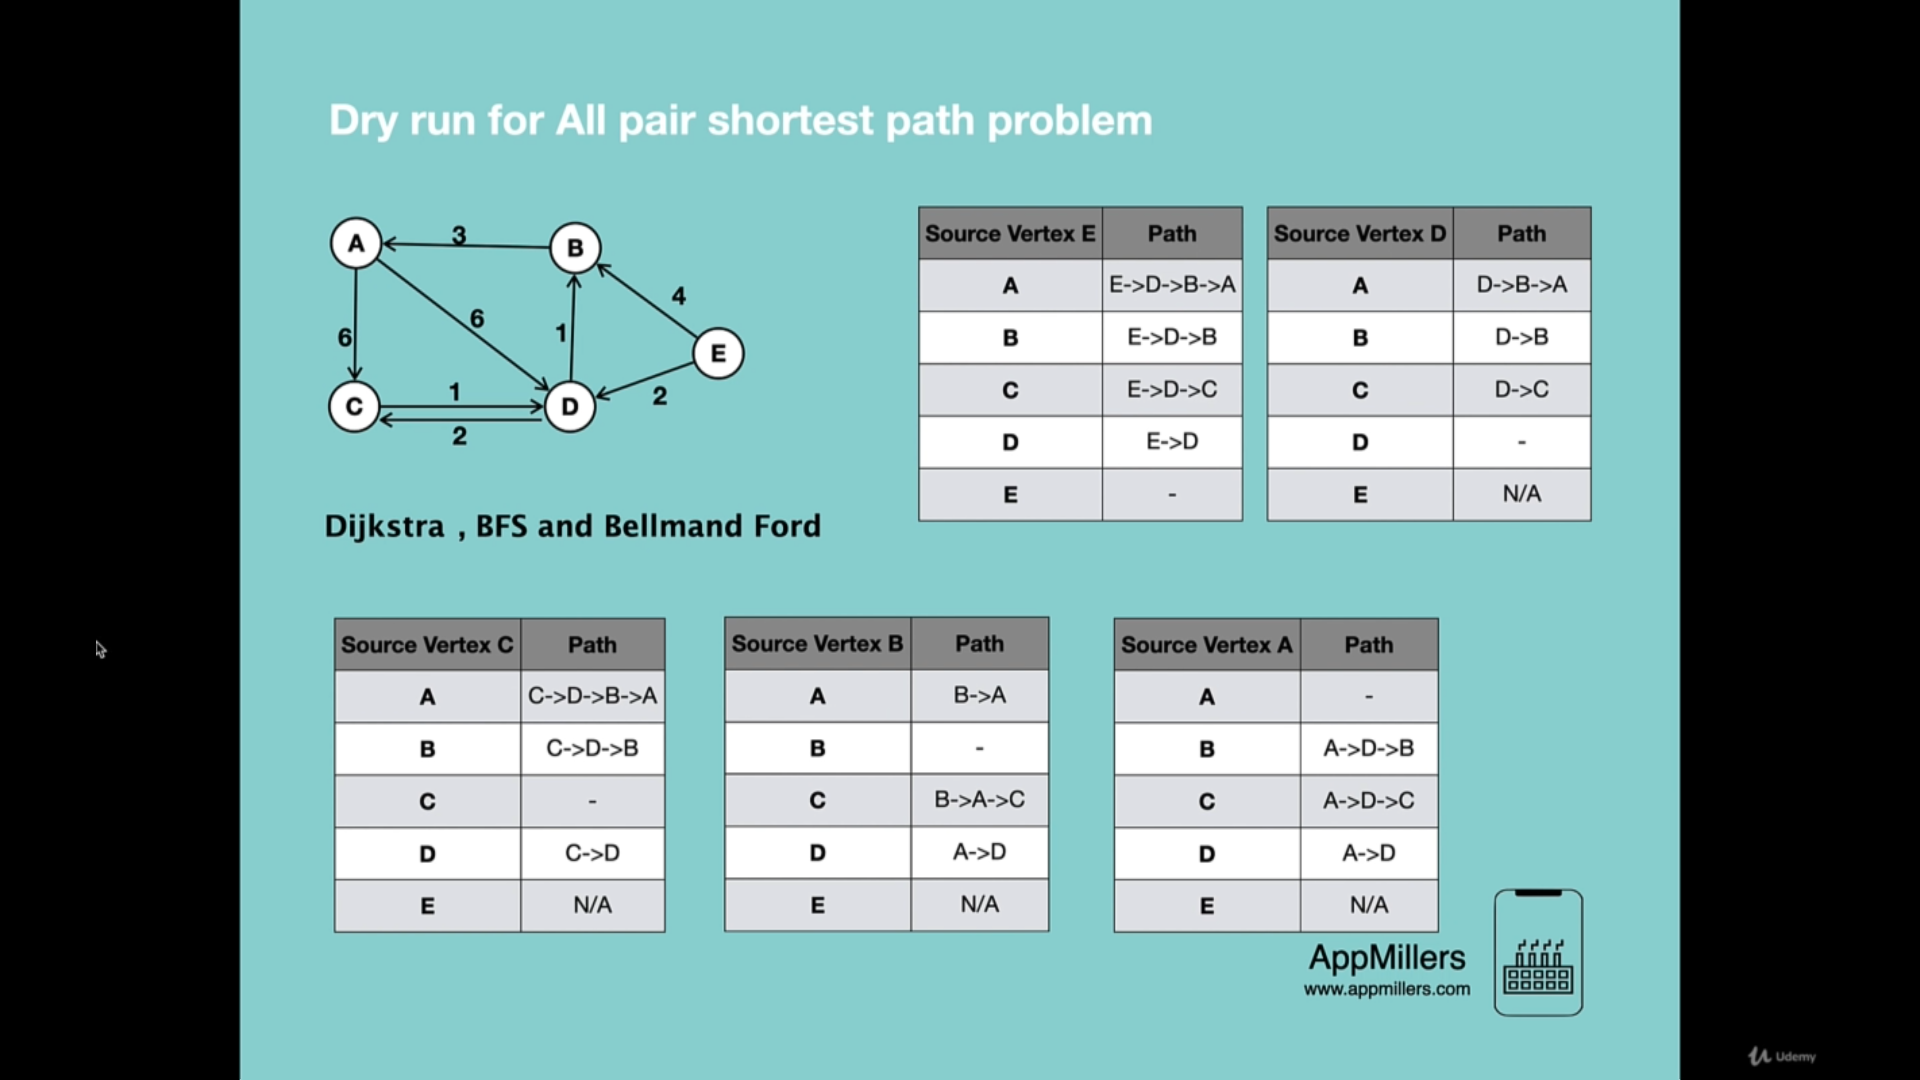 Dry run for All pair shortest path problem
A
B
C
D
E
3
6
6
1
4
2
1
2
Dijkstra , BFS and Bellmand Ford
Source Vertex E Path
A E->D->B->A
B E->D->B
C E->D->C
D E->D
E -
Source Vertex D Path
A D->B->A
B D->B
C D->C
D -
E N/A
Source Vertex C Path
A C->D->B->A
B C->D->B
C -
D C->D
E N/A
Source Vertex B Path
A B->A
B -
C B->A->C
D A->D
E N/A
Source Vertex A Path
A -
B A->D->B
C A->D->C
D A->D
E N/A
AppMillers
www.appmillers.com
Udemy